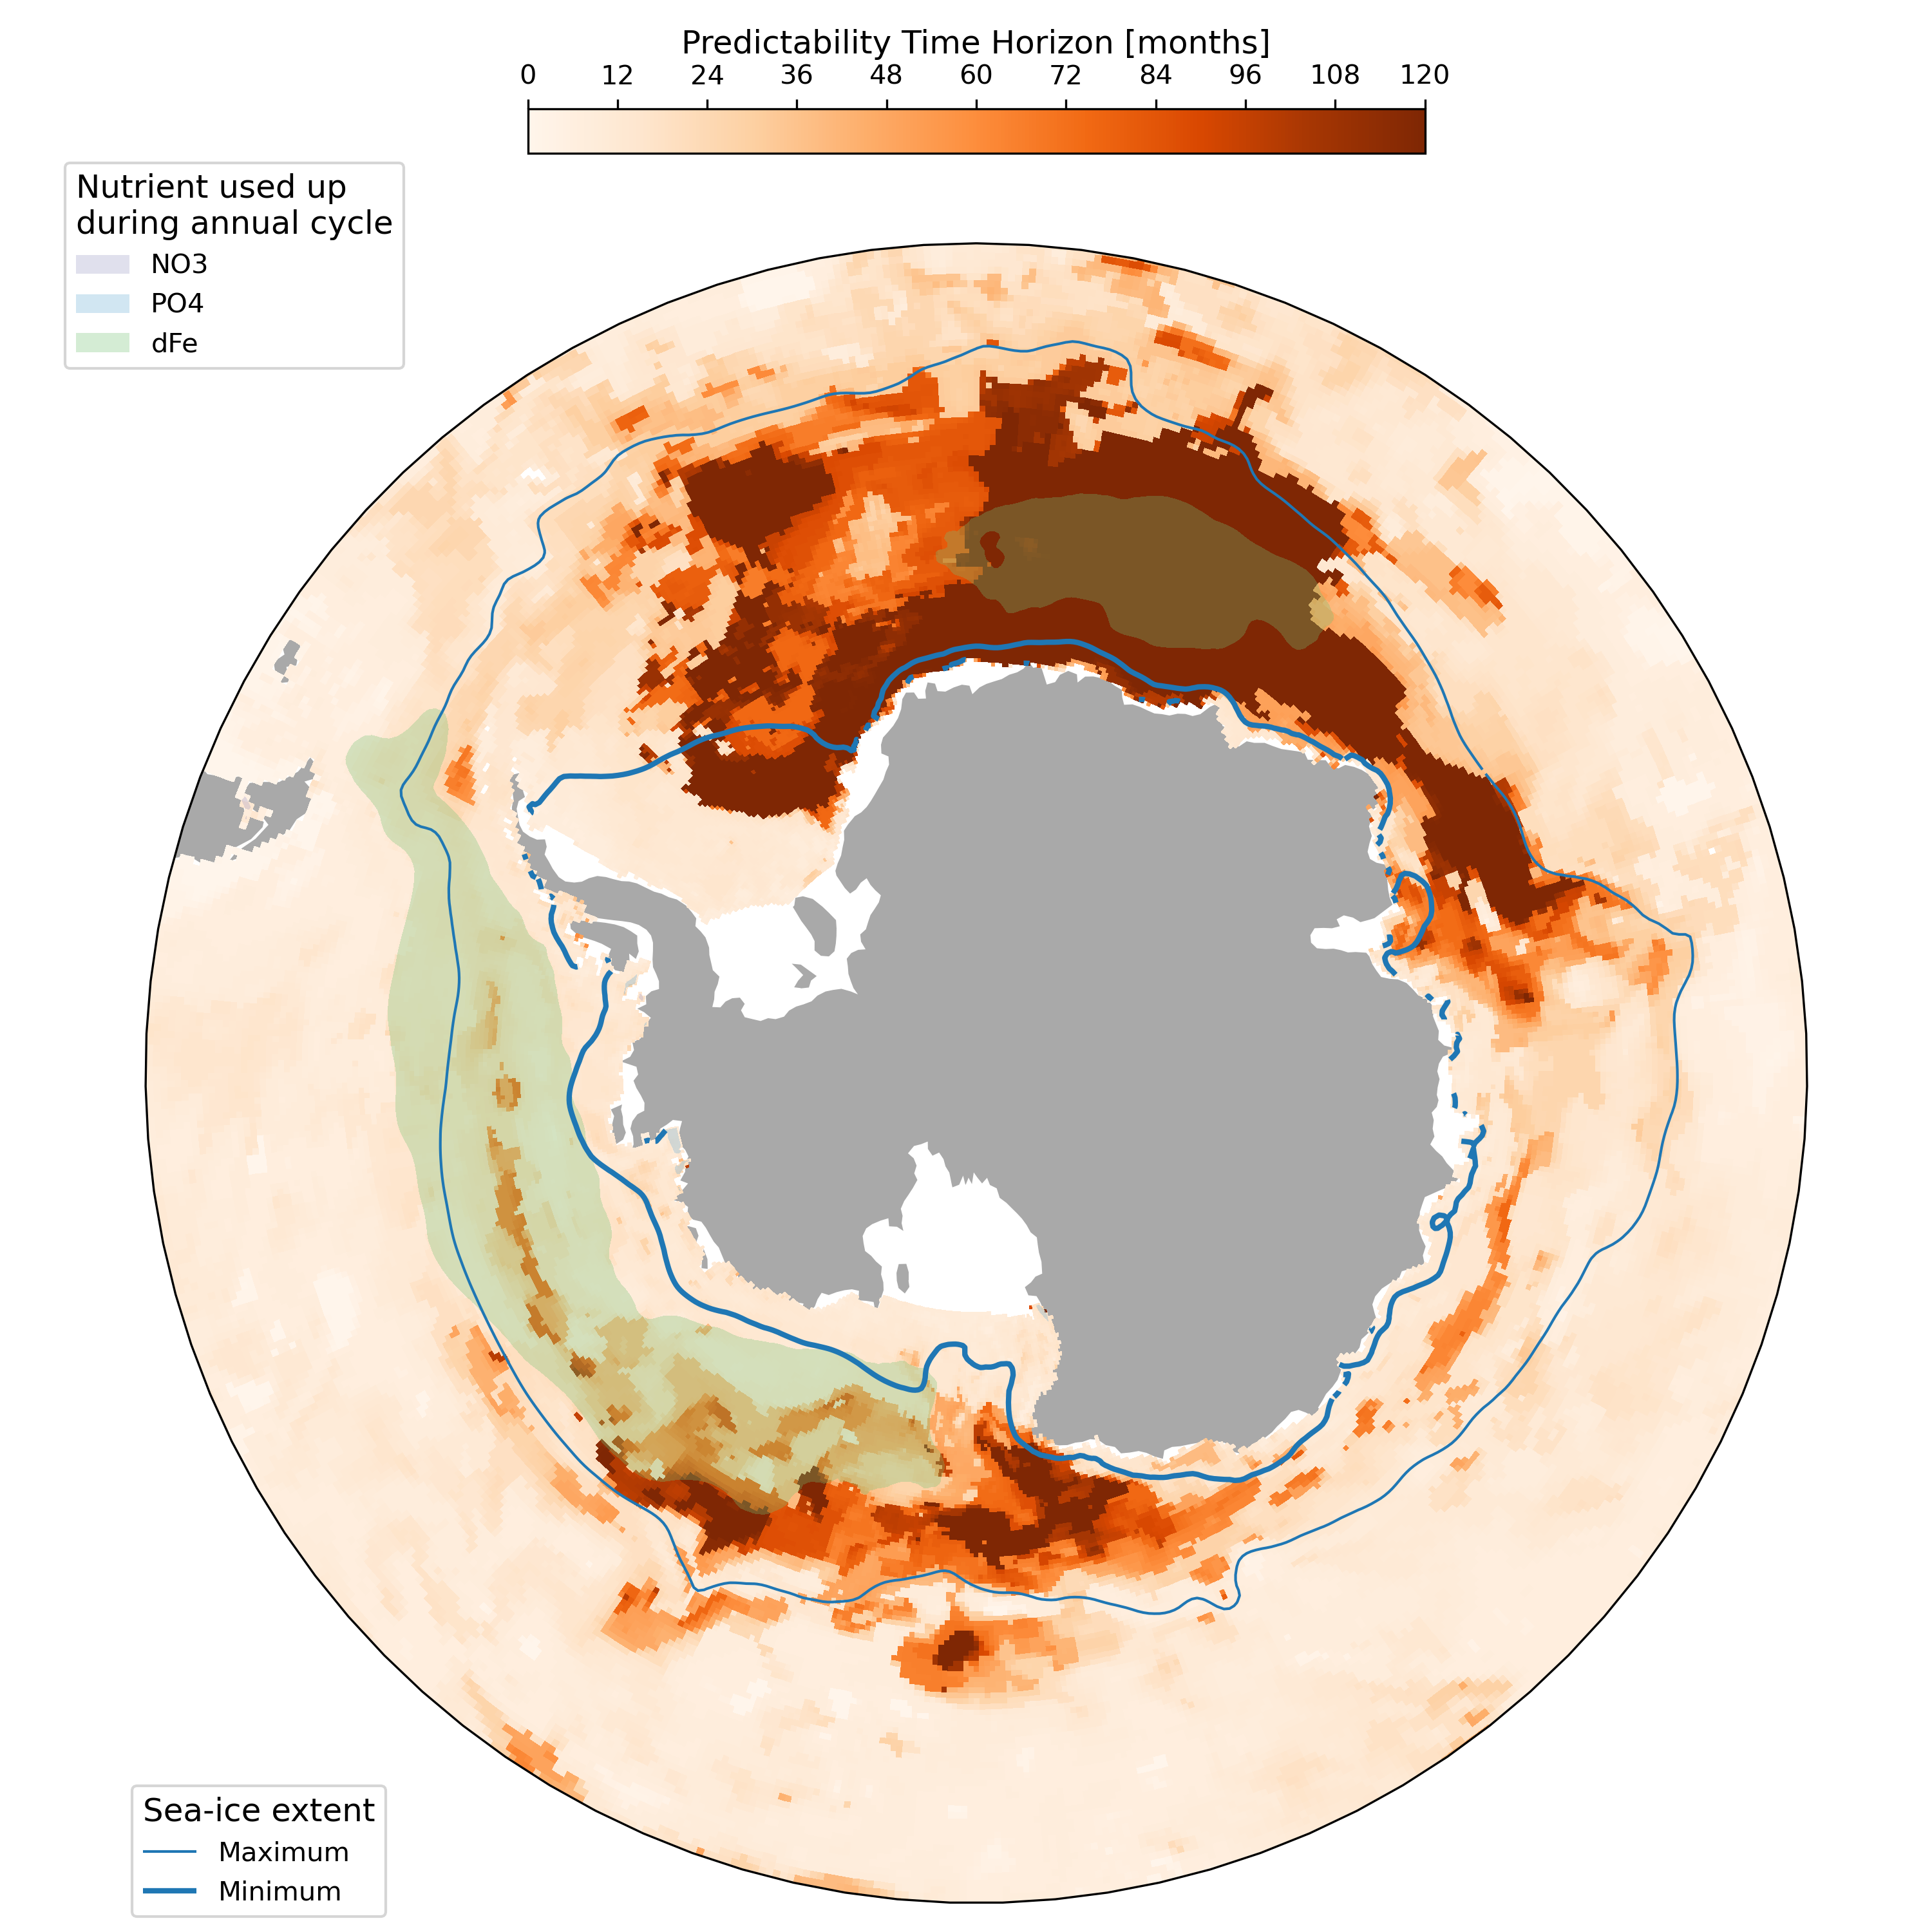 Predictability Time Horizon [months]
0 12 24 36 48 60 72 84 96 108 120
Nutrient used up
during annual cycle
NO3
PO4
dFe
Sea-ice extent
Maximum
Minimum